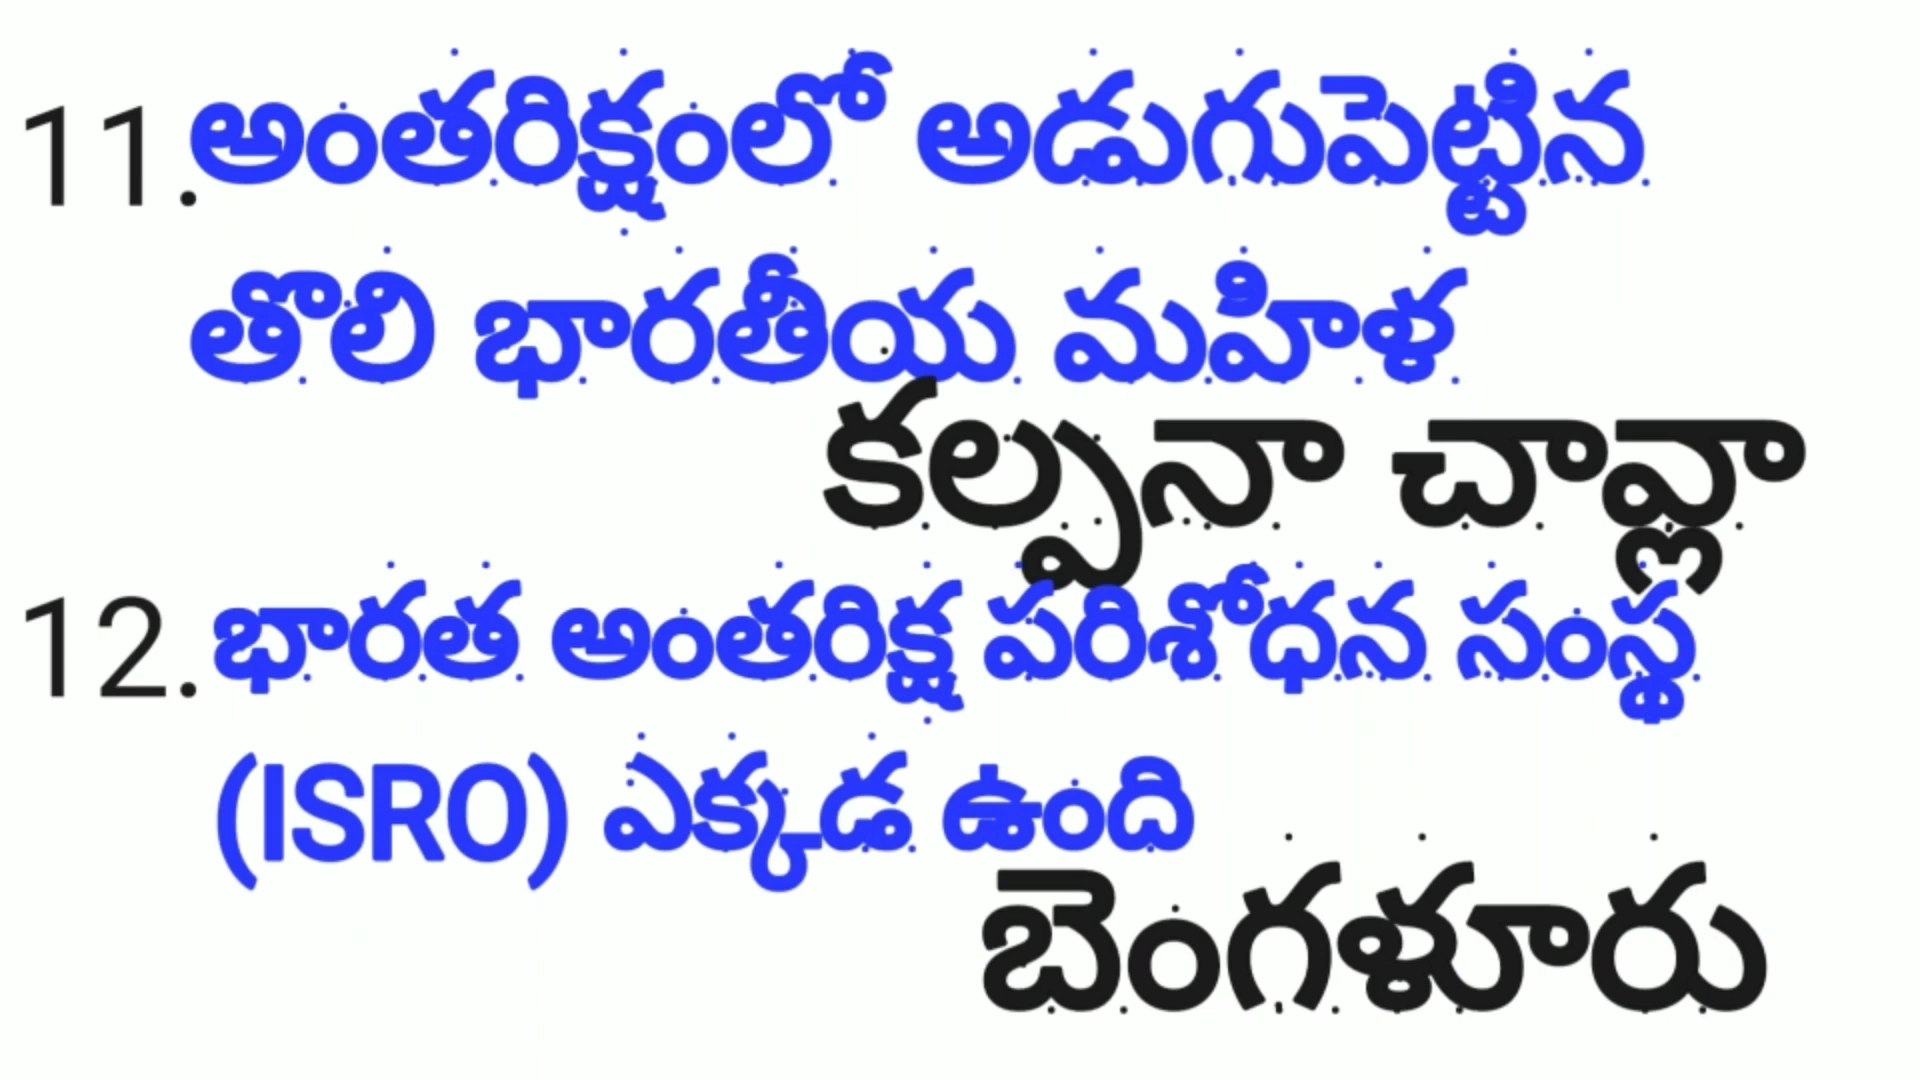 11.అంతరిక్షంలో అడుగుపెట్టిన
తొలి భారతీయ మహిళ
కల్పనా చావ్లా
12.భారత అంతరిక్ష పరిశోధన సంస్థ
(ISRO) ఎక్కడ ఉంది
బెంగళూరు